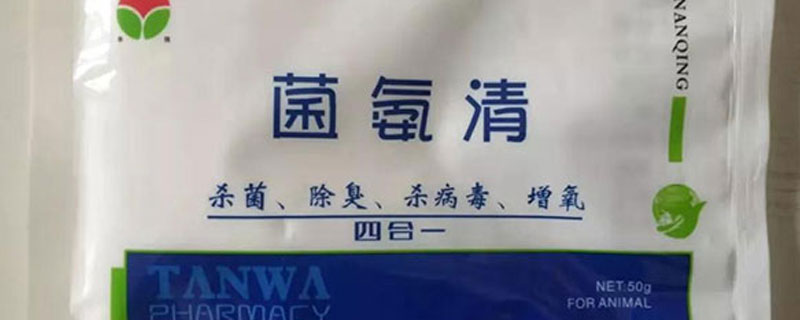 NANQING
菌氨清
杀菌、除臭、杀病毒、增氧
四合一
TANWA
PHARMACY
NET:50g
FOR ANIMAL